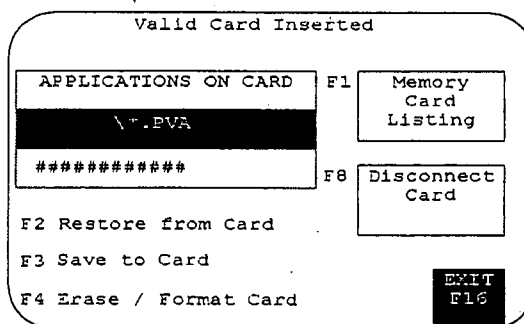 Valid Card Inserted
APPLICATIONS ON CARD
\*.PVA
############
F1 Memory
Card
Listing
F8 Disconnect
Card
F2 Restore from Card
F3 Save to Card
F4 Erase / Format Card
EXIT
F16